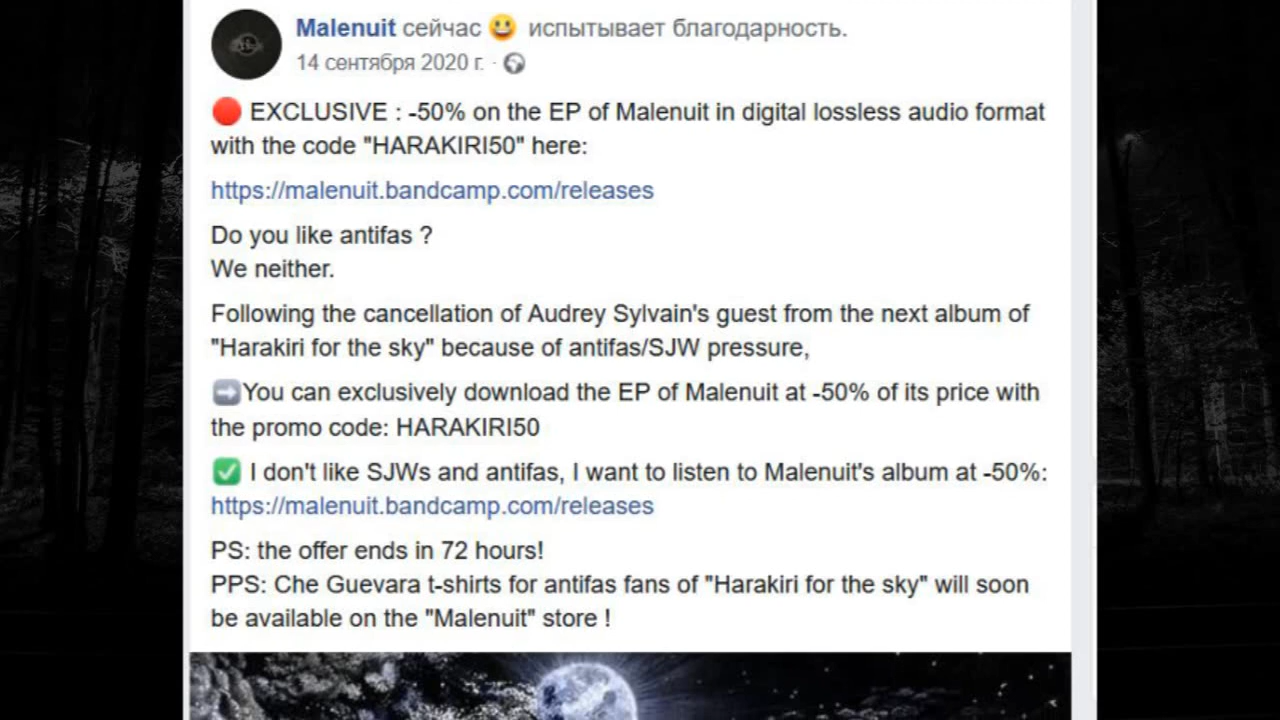 Malenuit сейчас 😃 испытывает благодарность.
14 сентября 2020 г. ·
🔴 EXCLUSIVE : -50% on the EP of Malenuit in digital lossless audio format
with the code "HARAKIRI50" here:
https://malenuit.bandcamp.com/releases
Do you like antifas ?
We neither.
Following the cancellation of Audrey Sylvain's guest from the next album of
"Harakiri for the sky" because of antifas/SJW pressure,
➡️You can exclusively download the EP of Malenuit at -50% of its price with
the promo code: HARAKIRI50
✅ I don't like SJWs and antifas, I want to listen to Malenuit's album at -50%:
https://malenuit.bandcamp.com/releases
PS: the offer ends in 72 hours!
PPS: Che Guevara t-shirts for antifas fans of "Harakiri for the sky" will soon
be available on the "Malenuit" store !